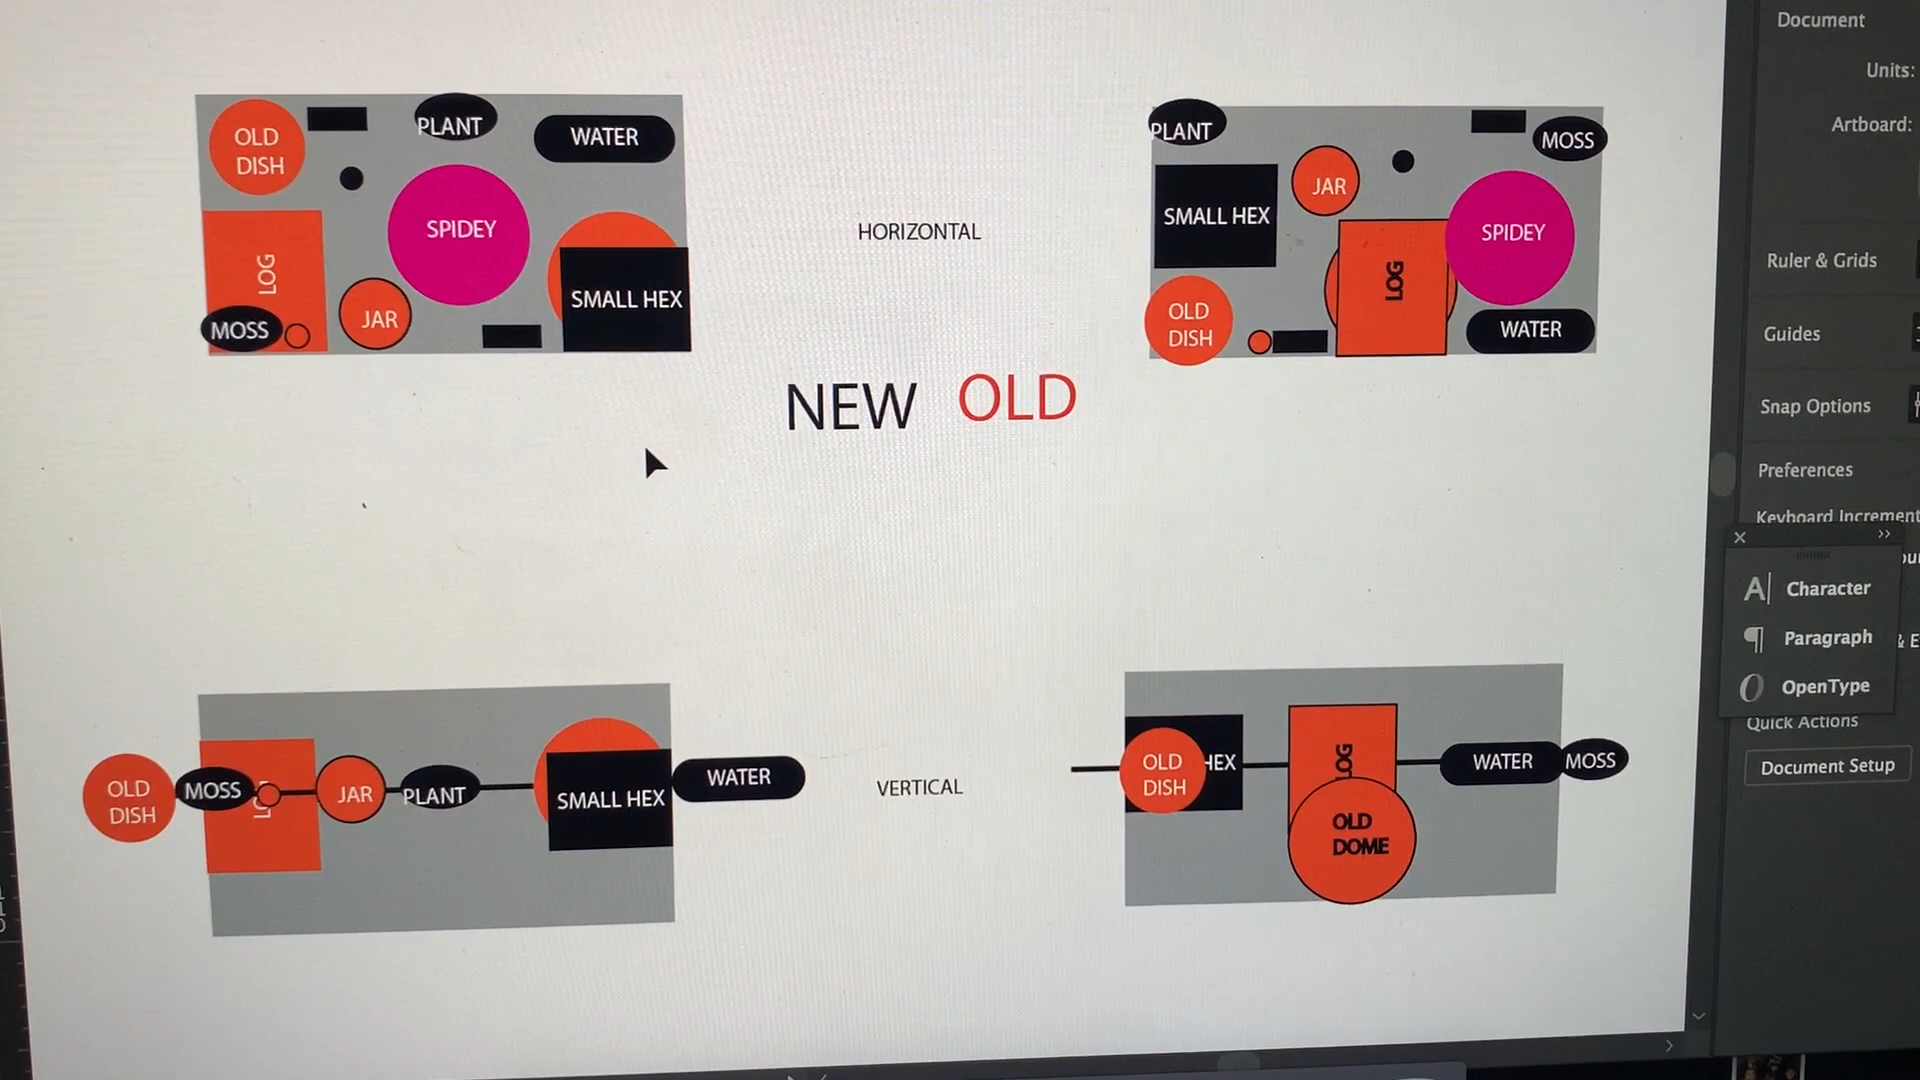 OLD
DISH
PLANT
WATER
SPIDEY
LOG
SMALL HEX
MOSS
JAR
HORIZONTAL
PLANT
MOSS
JAR
SMALL HEX
SPIDEY
LOG
OLD
DISH
WATER
NEW OLD
OLD
DISH
MOSS
JAR
PLANT
SMALL HEX
WATER
VERTICAL
OLD
DISH
HEX
LOG
WATER
MOSS
OLD
DOME
Document
Units:
Artboard:
Ruler & Grids
Guides
Snap Options
Preferences
Keyboard Increment
Character
Paragraph
OpenType
Quick Actions
Document Setup